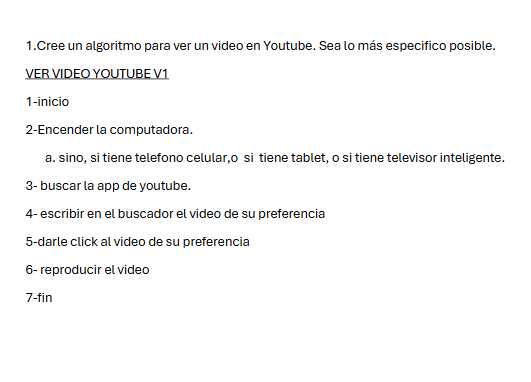 1.Cree un algoritmo para ver un video en Youtube. Sea lo más especifico posible.
VER VIDEO YOUTUBE V1
1-inicio
2-Encender la computadora.
a. sino, si tiene telefono celular,o si tiene tablet, o si tiene televisor inteligente.
3- buscar la app de youtube.
4- escribir en el buscador el video de su preferencia
5-darle click al video de su preferencia
6- reproducir el video
7-fin